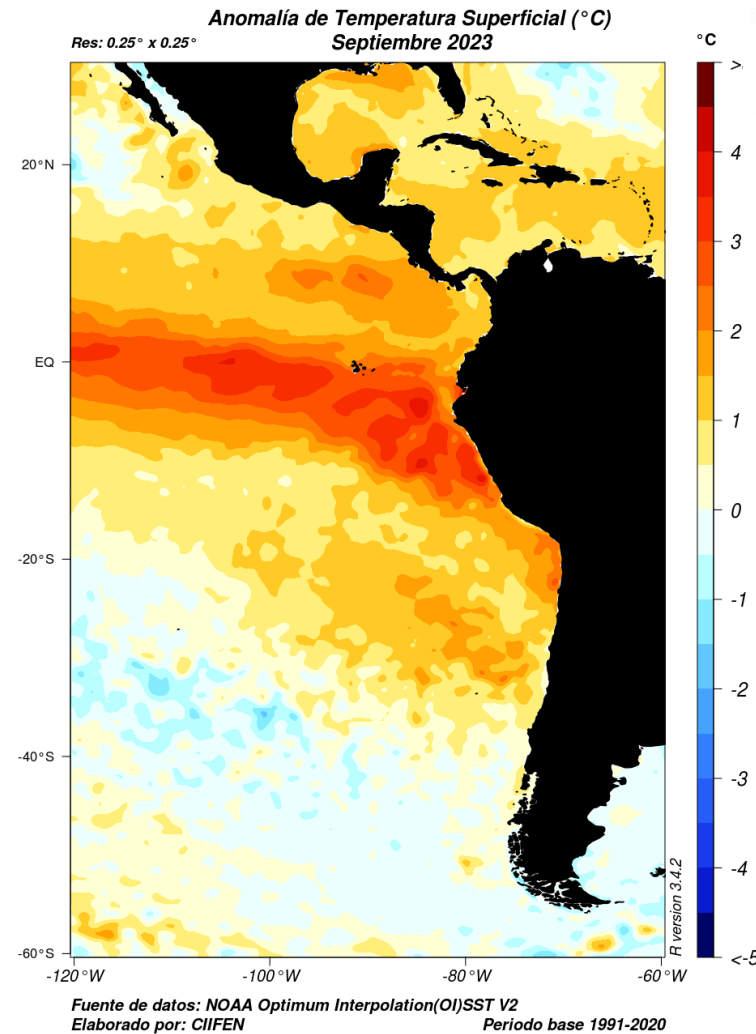 Anomalía de Temperatura Superficial (°C)
Res: 0.25° x 0.25°
Septiembre 2023
°C
>
4
3
2
1
0
-1
-2
-3
-4
<-5
20°N
EQ
-20°S
-40°S
-60°S
-120°W
-100°W
-80°W
-60°W
R version 3.4.2
Fuente de datos: NOAA Optimum Interpolation(OI)SST V2
Elaborado por: CIIFEN
Periodo base 1991-2020